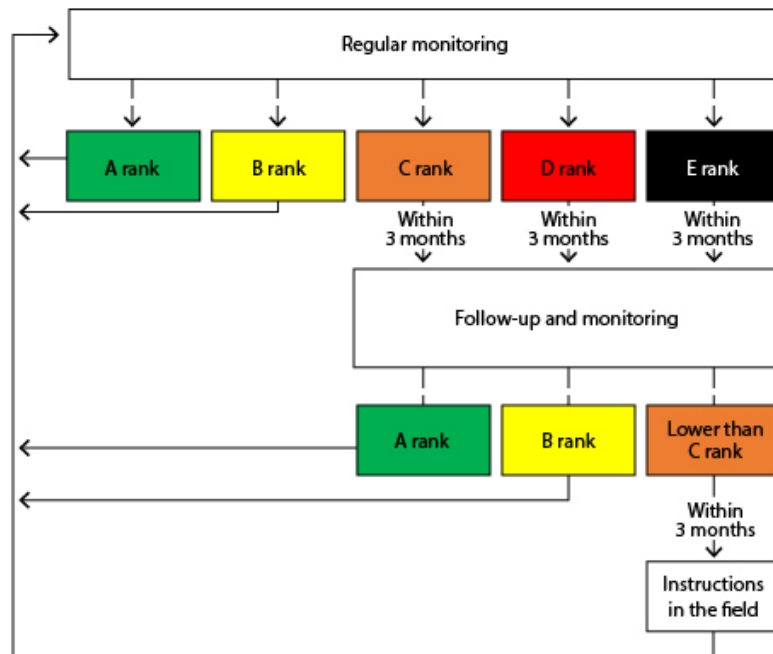 Regular monitoring
A rank
B rank
C rank
D rank
E rank
Within
3 months
Within
3 months
Within
3 months
Follow-up and monitoring
A rank
B rank
Lower than
C rank
Within
3 months
Instructions
in the field